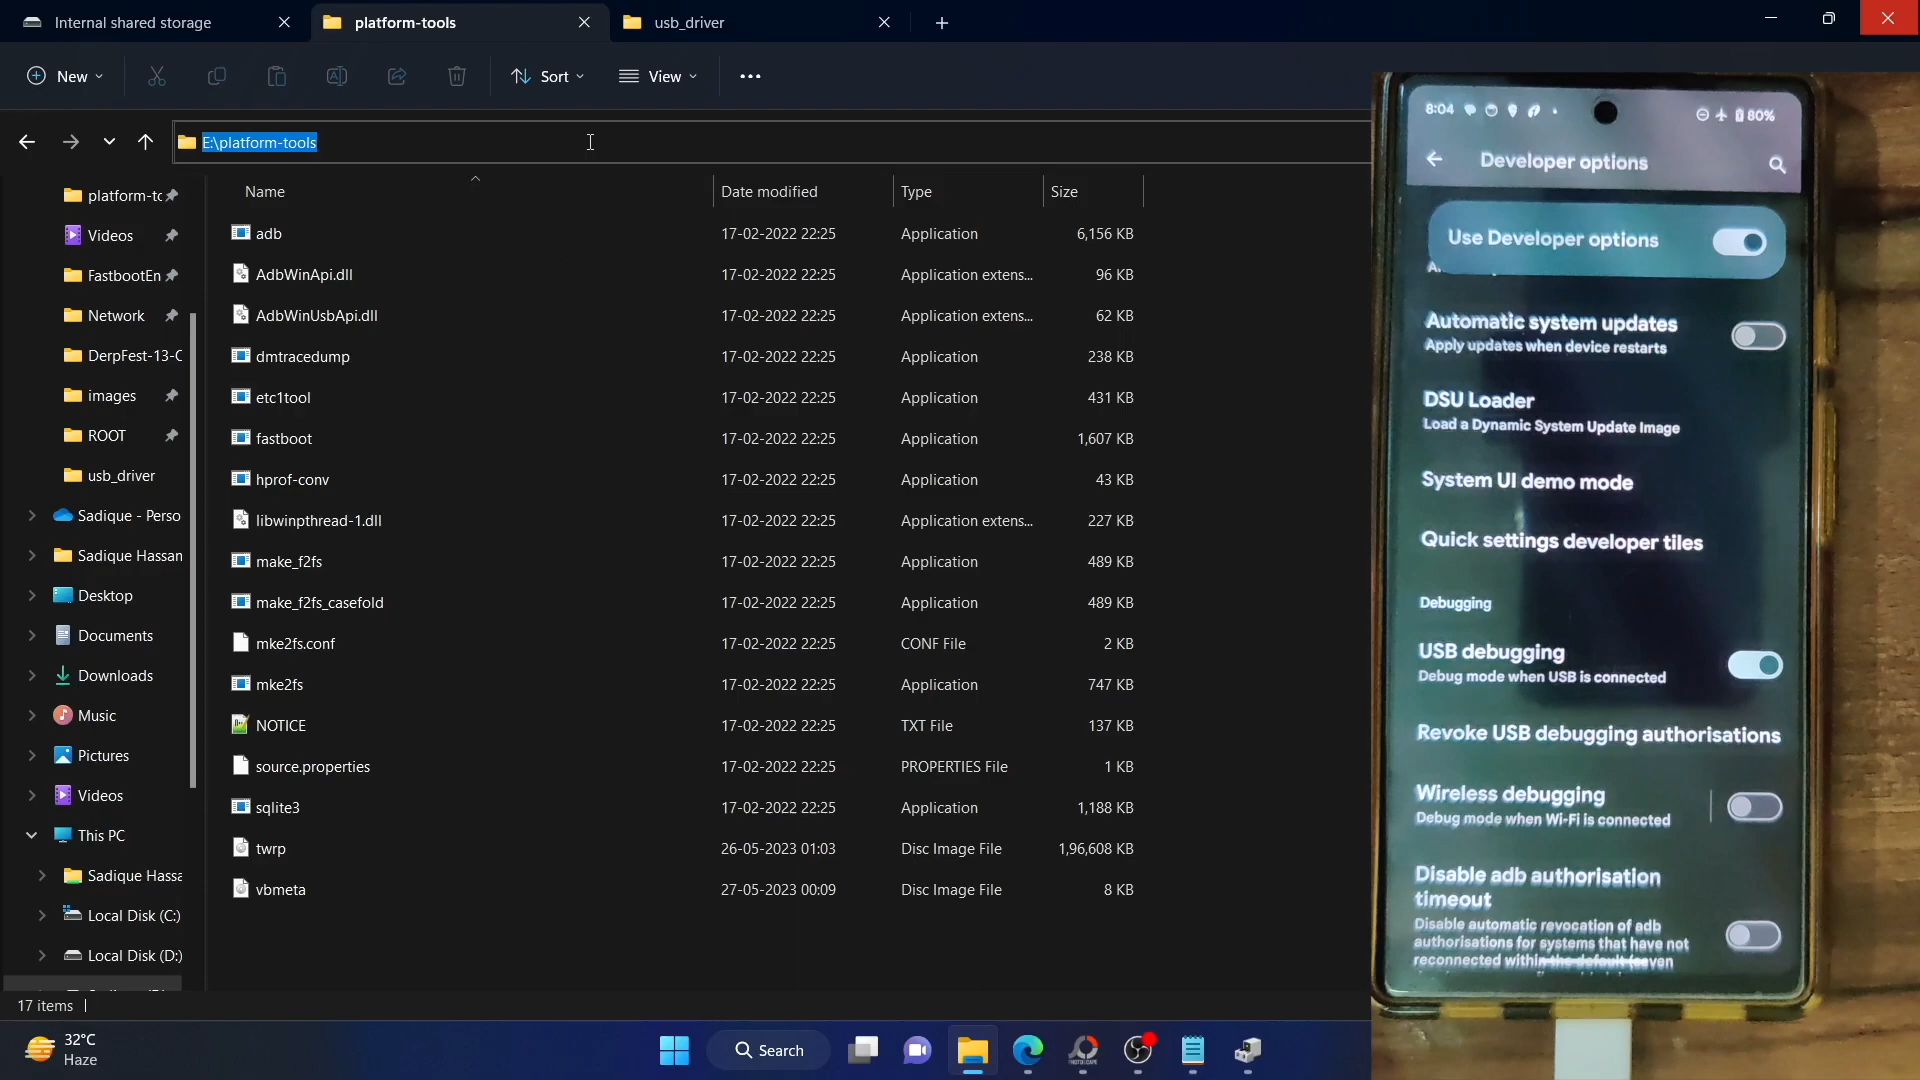 Internal shared storage
platform-tools
usb_driver
New
Sort
View
E:\platform-tools
Name
Date modified
Type
Size
platform-tc
Videos
FastbootEn
Network
DerpFest-13-C
images
ROOT
usb_driver
Sadique - Perso
Sadique Hassan
Desktop
Documents
Downloads
Music
Pictures
Videos
This PC
Sadique Hassa
Local Disk (C:)
Local Disk (D:)
adb 17-02-2022 22:25 Application 6,156 KB
AdbWinApi.dll 17-02-2022 22:25 Application extens... 96 KB
AdbWinUsbApi.dll 17-02-2022 22:25 Application extens... 62 KB
dmtracedump 17-02-2022 22:25 Application 238 KB
etc1tool 17-02-2022 22:25 Application 431 KB
fastboot 17-02-2022 22:25 Application 1,607 KB
hprof-conv 17-02-2022 22:25 Application 43 KB
libwinpthread-1.dll 17-02-2022 22:25 Application extens... 227 KB
make_f2fs 17-02-2022 22:25 Application 489 KB
make_f2fs_casefold 17-02-2022 22:25 Application 489 KB
mke2fs.conf 17-02-2022 22:25 CONF File 2 KB
mke2fs 17-02-2022 22:25 Application 747 KB
NOTICE 17-02-2022 22:25 TXT File 137 KB
source.properties 17-02-2022 22:25 PROPERTIES File 1 KB
sqlite3 17-02-2022 22:25 Application 1,188 KB
twrp 26-05-2023 01:03 Disc Image File 1,96,608 KB
vbmeta 27-05-2023 00:09 Disc Image File 8 KB
17 items
32°C
Haze
Search
8:04
80%
Developer options
Use Developer options
Automatic system updates
Apply updates when device restarts
DSU Loader
Load a Dynamic System Update Image
System UI demo mode
Quick settings developer tiles
Debugging
USB debugging
Debug mode when USB is connected
Revoke USB debugging authorisations
Wireless debugging
Debug mode when Wi-Fi is connected
Disable adb authorisation
timeout
Disable automatic revocation of adb
authorisations for systems that have not
reconnected within the default (seven